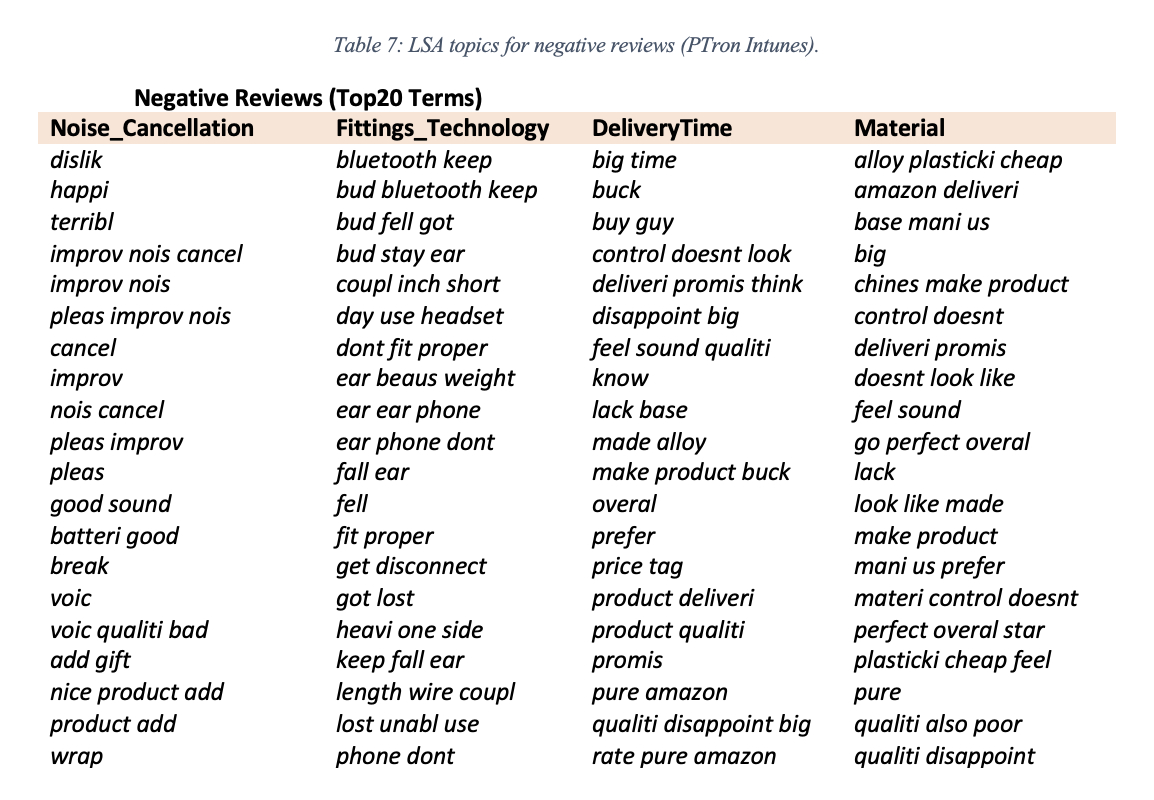 Table 7: LSA topics for negative reviews (PTron Intunes).
Negative Reviews (Top20 Terms)
Noise_Cancellation Fittings_Technology DeliveryTime Material
dislik bluetooth keep big time alloy plasticki cheap
happi bud bluetooth keep buck amazon deliveri
terribl bud fell got buy guy base mani us
improv nois cancel bud stay ear control doesnt look big
improv nois coupl inch short deliveri promis think chines make product
pleas improv nois day use headset disappoint big control doesnt
cancel dont fit proper feel sound qualiti deliveri promis
improv ear beaus weight know doesnt look like
nois cancel ear ear phone lack base feel sound
pleas improv ear phone dont made alloy go perfect overal
pleas fall ear make product buck lack
good sound fell overal look like made
batteri good fit proper prefer make product
break get disconnect price tag mani us prefer
voic got lost product deliveri materi control doesnt
voic qualiti bad heavi one side product qualiti perfect overal star
add gift keep fall ear promis plasticki cheap feel
nice product add length wire coupl pure amazon pure
product add lost unabl use qualiti disappoint big qualiti also poor
wrap phone dont rate pure amazon qualiti disappoint